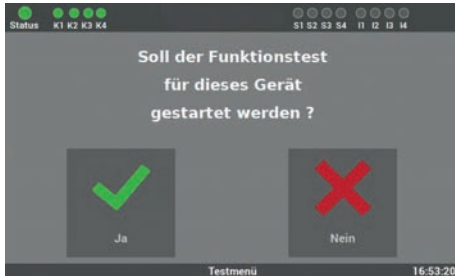 Status K1 K2 K3 K4 S1 S2 S3 S4 I1 I2 I3 I4
Soll der Funktionstest
für dieses Gerät
gestartet werden ?
Ja Nein
Testmenü 16:53:20